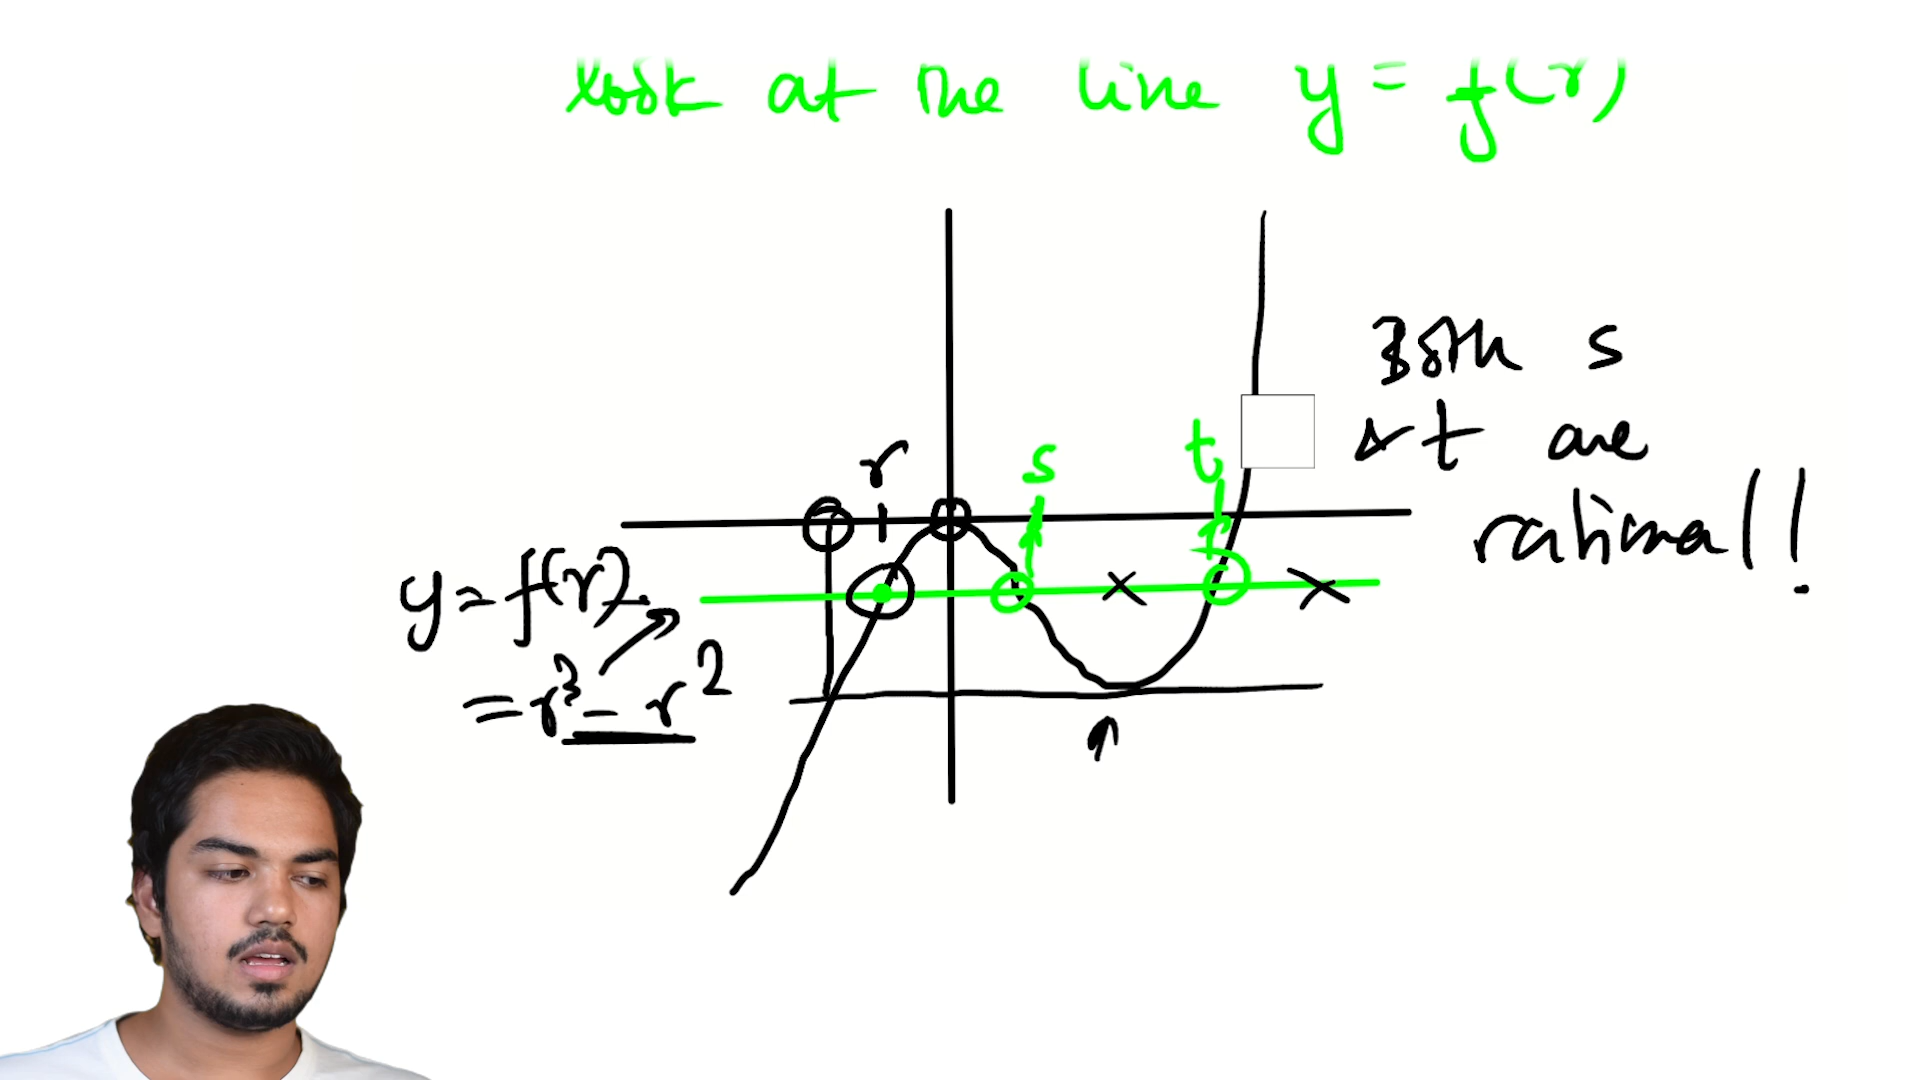 look at the line y = f(r)
Both s
& t are
rational!!
r
s
t
y = f(r)
= r³ - r²